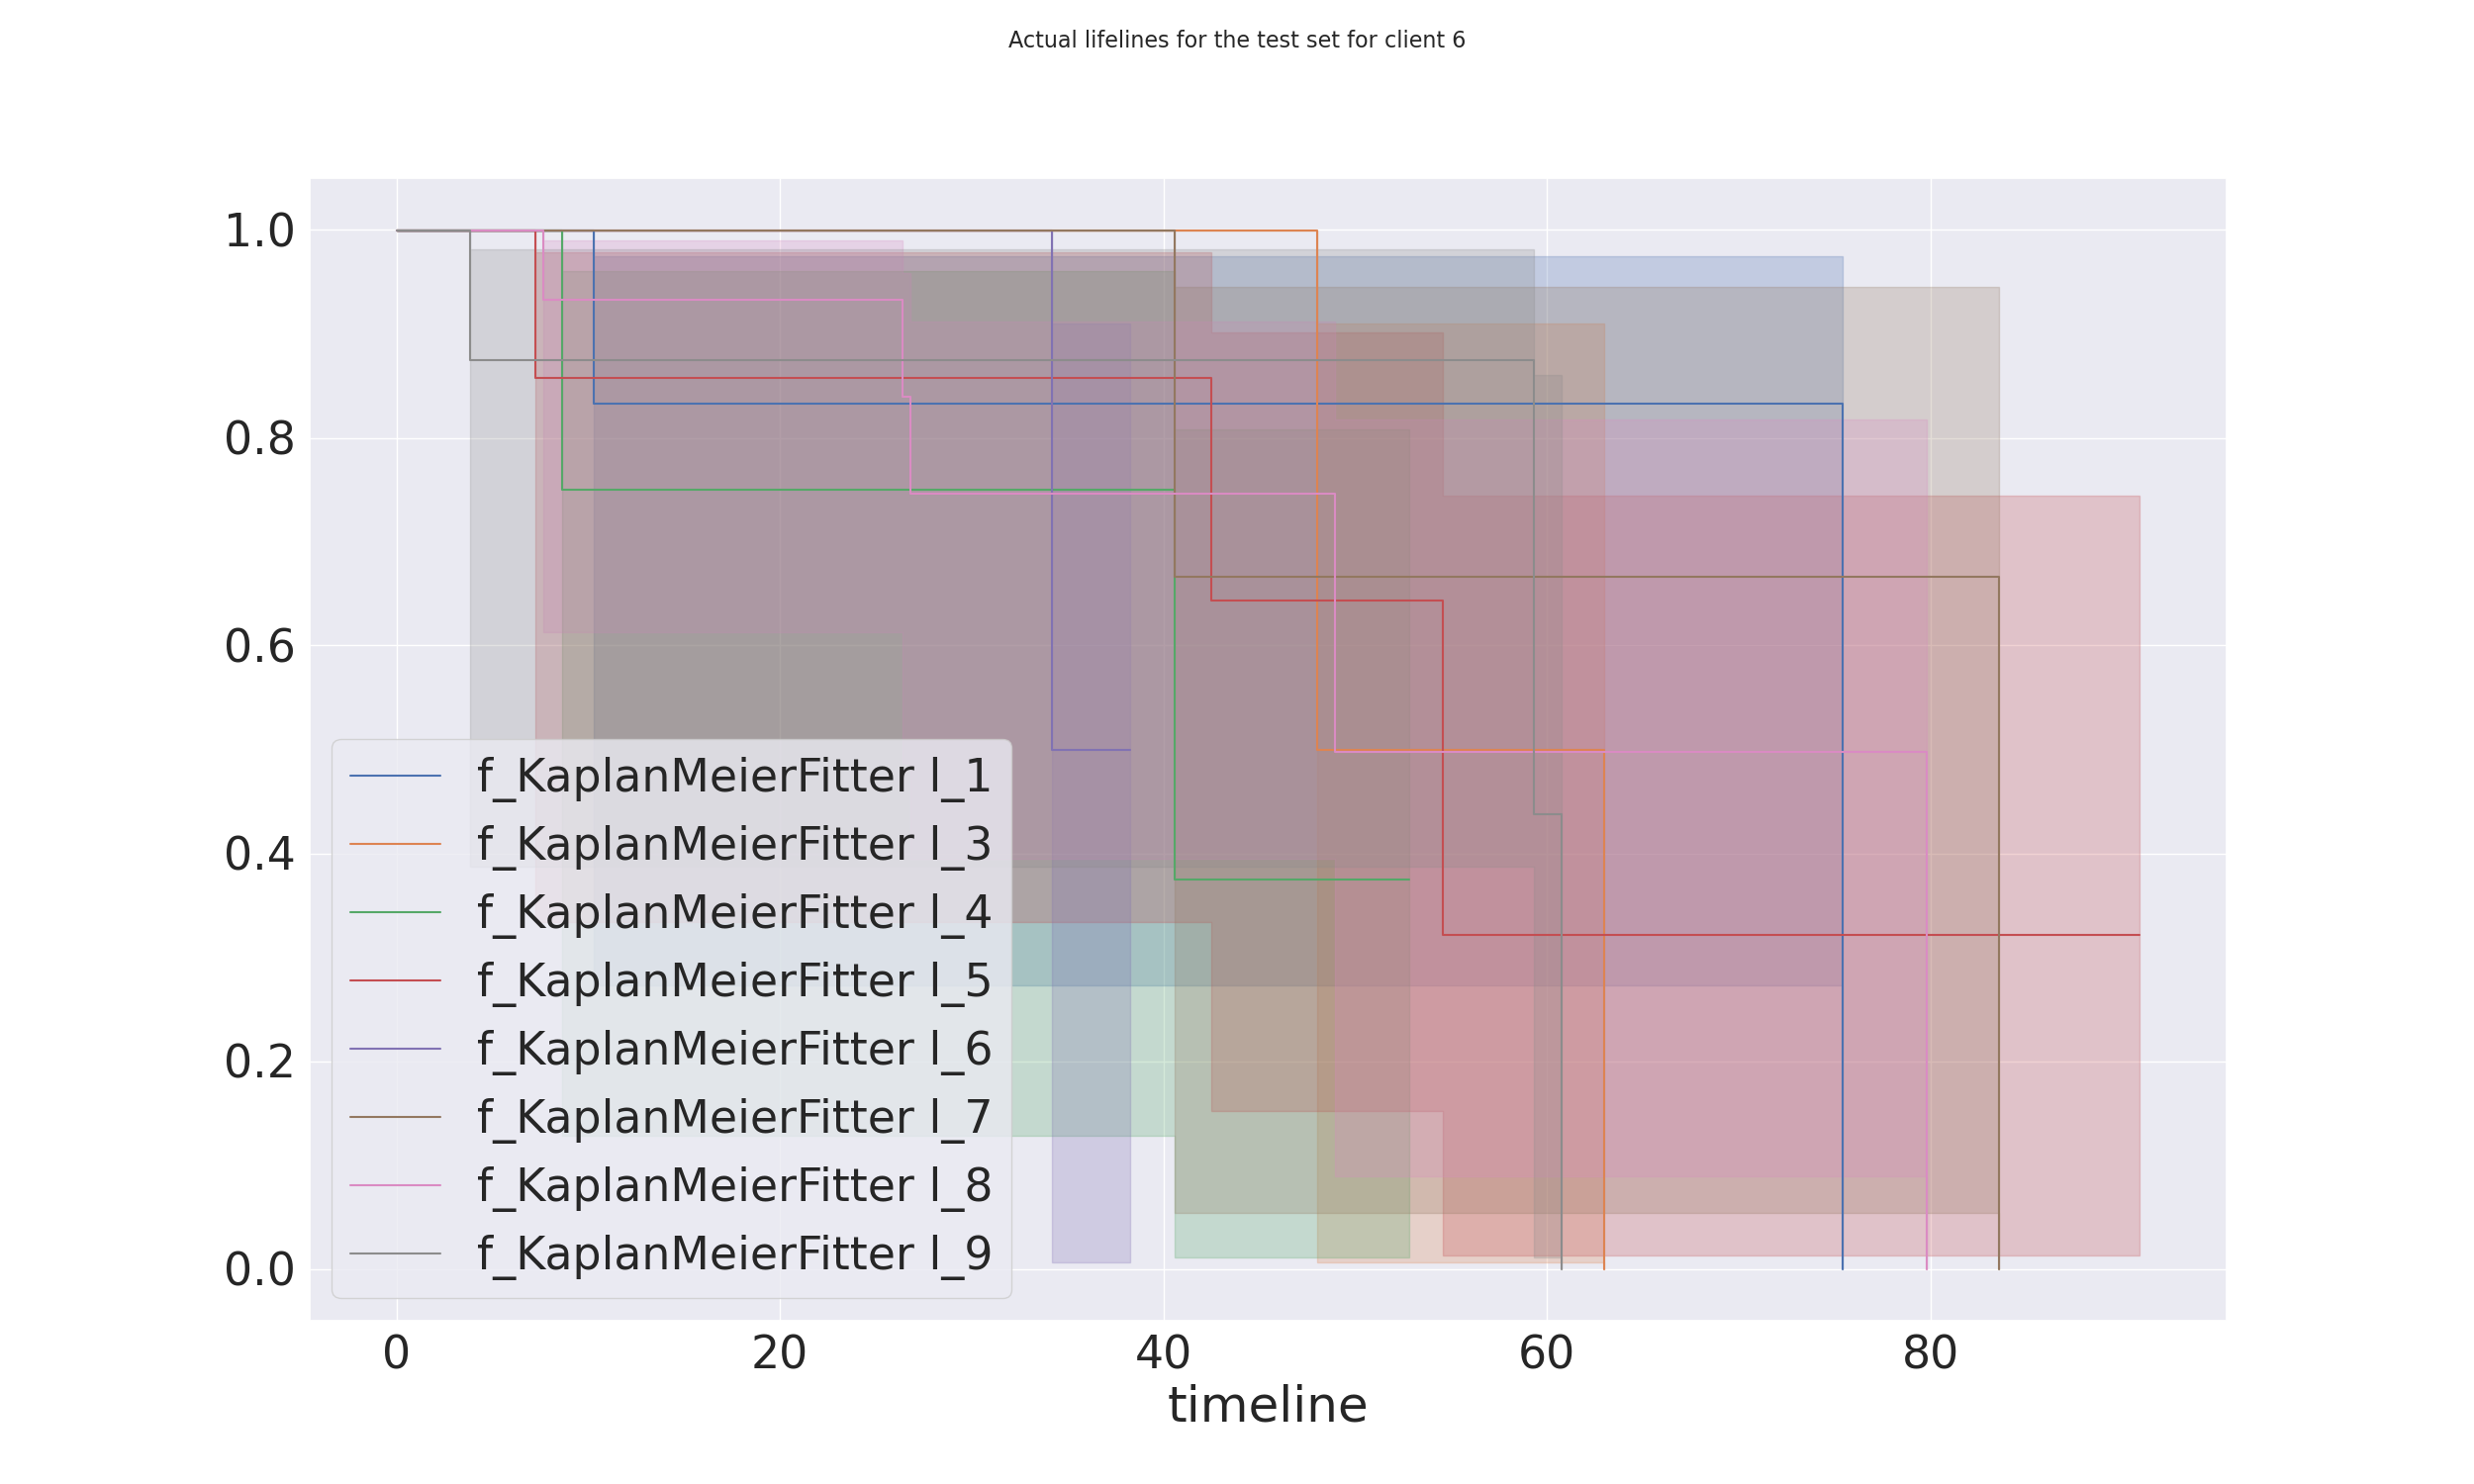 Actual lifelines for the test set for client 6
1.0
0.8
0.6
0.4
0.2
0.0
f_KaplanMeierFitter l_1
f_KaplanMeierFitter l_3
f_KaplanMeierFitter l_4
f_KaplanMeierFitter l_5
f_KaplanMeierFitter l_6
f_KaplanMeierFitter l_7
f_KaplanMeierFitter l_8
f_KaplanMeierFitter l_9
0 20 40 60 80
timeline